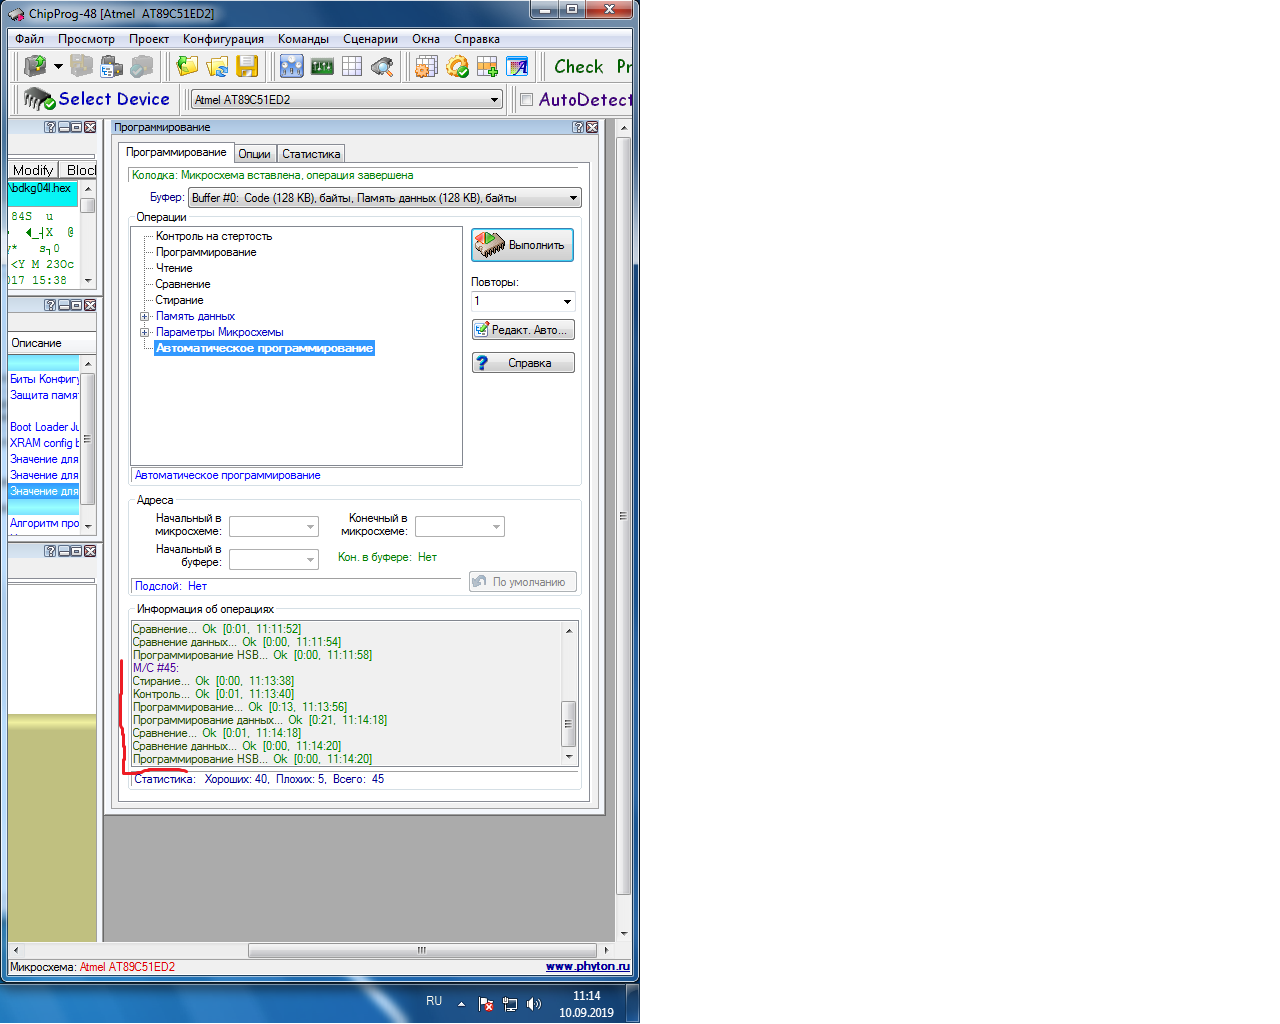 ChipProg-48 [Atmel  AT89C51ED2]
Файл Просмотр Проект Конфигурация Команды Сценарии Окна Справка
Check Pr
Select Device Atmel AT89C51ED2 AutoDetect
Modify Block
\bdkg04l.hex
84S u
X @
<Y M 23Oc
017 15:38
Описание
Биты Конфигу
Защита памят
Boot Loader Ju
XRAM config b
Значение для
Значение для
Значение для
Алгоритм про
Программирование
Программирование Опции Статистика
Колодка: Микросхема вставлена, операция завершена
Буфер: Buffer #0:  Code (128 KB), байты, Память данных (128 KB), байты
Операции
Контроль на стертость
Программирование
Чтение
Сравнение
Стирание
Память данных
Параметры Микросхемы
Автоматическое программирование
Выполнить
Повторы:
1
Редакт. Авто...
Справка
Автоматическое программирование
Адреса
Начальный в микросхеме:
Конечный в микросхеме:
Начальный в буфере:
Кон. в буфере:  Нет
Подслой:  Нет
По умолчанию
Информация об операциях
Сравнение...  Ok  [0:01,  11:11:52]
Сравнение данных...  Ok  [0:00,  11:11:54]
Программирование HSB...  Ok  [0:00,  11:11:58]
М/С #45:
Стирание...  Ok  [0:00,  11:13:38]
Контроль...  Ok  [0:01,  11:13:40]
Программирование...  Ok  [0:13,  11:13:56]
Программирование данных...  Ok  [0:21,  11:14:18]
Сравнение...  Ok  [0:01,  11:14:18]
Сравнение данных...  Ok  [0:00,  11:14:20]
Программирование HSB...  Ok  [0:00,  11:14:20]
Статистика:   Хороших: 40,  Плохих: 5,  Всего:  45
Микросхема: Atmel AT89C51ED2
www.phyton.ru
RU
11:14
10.09.2019